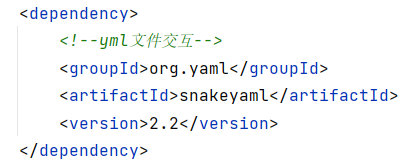 <dependency>
<!--yml文件交互-->
<groupId>org.yaml</groupId>
<artifactId>snakeyaml</artifactId>
<version>2.2</version>
</dependency>